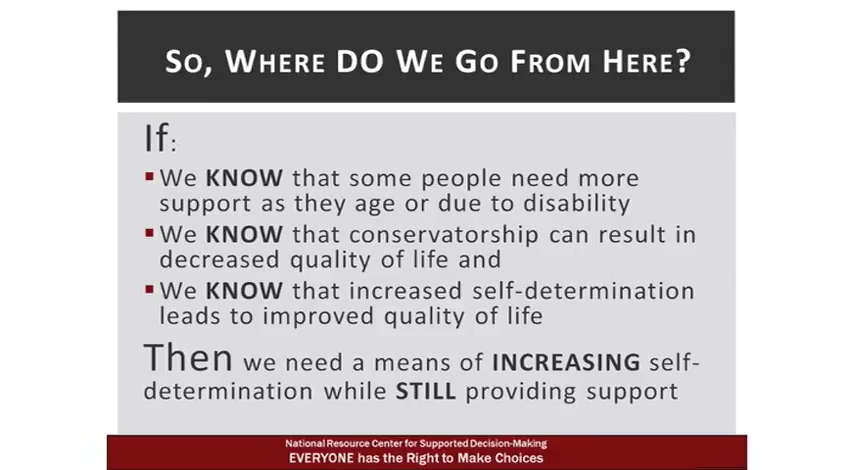 So, Where DO We Go From Here?
If:
▪ We KNOW that some people need more
support as they age or due to disability
▪ We KNOW that conservatorship can result in
decreased quality of life and
▪ We KNOW that increased self-determination
leads to improved quality of life
Then we need a means of INCREASING self-
determination while STILL providing support
National Resource Center for Supported Decision-Making
EVERYONE has the Right to Make Choices